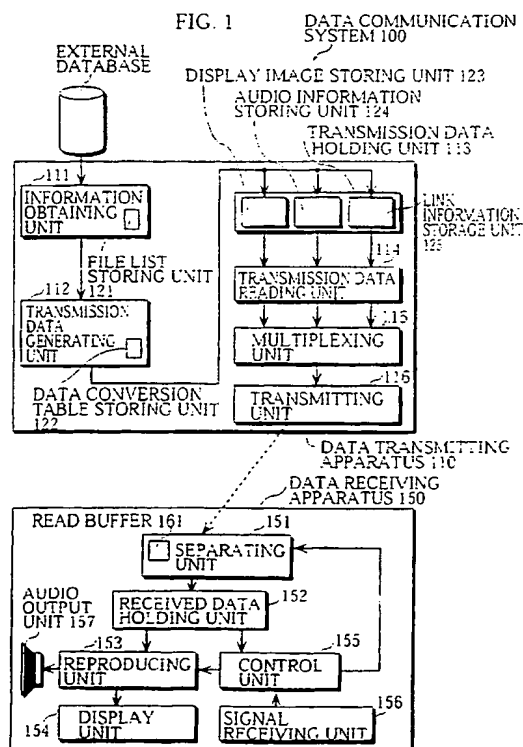 FIG. 1
DATA COMMUNICATION
SYSTEM 100
EXTERNAL
DATABASE
DISPLAY IMAGE STORING UNIT 123
AUDIO INFORMATION
STORING UNIT 124
TRANSMISSION DATA
HOLDING UNIT 113
111
INFORMATION
OBTAINING
UNIT
LINK
INFORMATION
STORAGE UNIT
125
FILE LIST
STORING UNIT
121
114
TRANSMISSION DATA
READING UNIT
112
TRANSMISSION
DATA
GENERATING
UNIT
115
MULTIPLEXING
UNIT
DATA CONVERSION
TABLE STORING UNIT
122
116
TRANSMITTING
UNIT
DATA TRANSMITTING
APPARATUS 110
DATA RECEIVING
APPARATUS 150
READ BUFFER 161
151
SEPARATING
UNIT
152
RECEIVED DATA
HOLDING UNIT
AUDIO
OUTPUT
UNIT 157
153
REPRODUCING
UNIT
155
CONTROL
UNIT
154
DISPLAY
UNIT
156
SIGNAL
RECEIVING UNIT